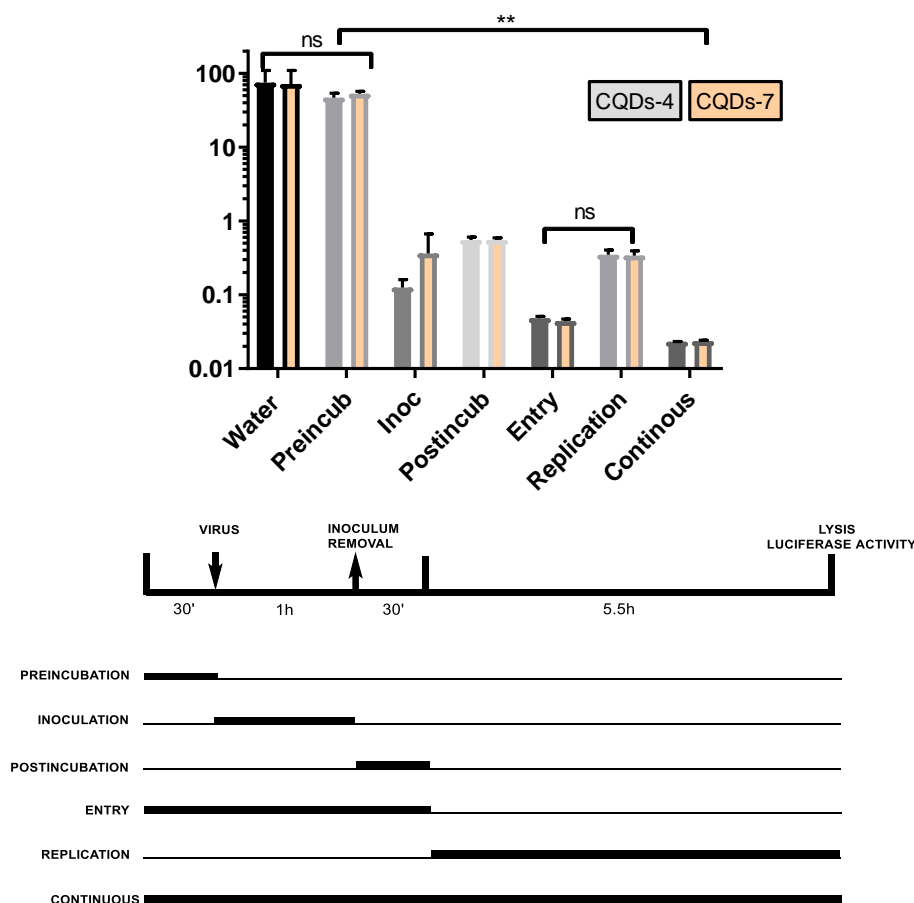 **
ns
100
10
1
0.1
0.01
CQDs-4 CQDs-7
ns
Water Preincub Inoc Postincub Entry Replication Continous
VIRUS
INOCULUM
REMOVAL
LYSIS
LUCIFERASE ACTIVITY
30' 1h 30' 5.5h
PREINCUBATION
INOCULATION
POSTINCUBATION
ENTRY
REPLICATION
CONTINUOUS